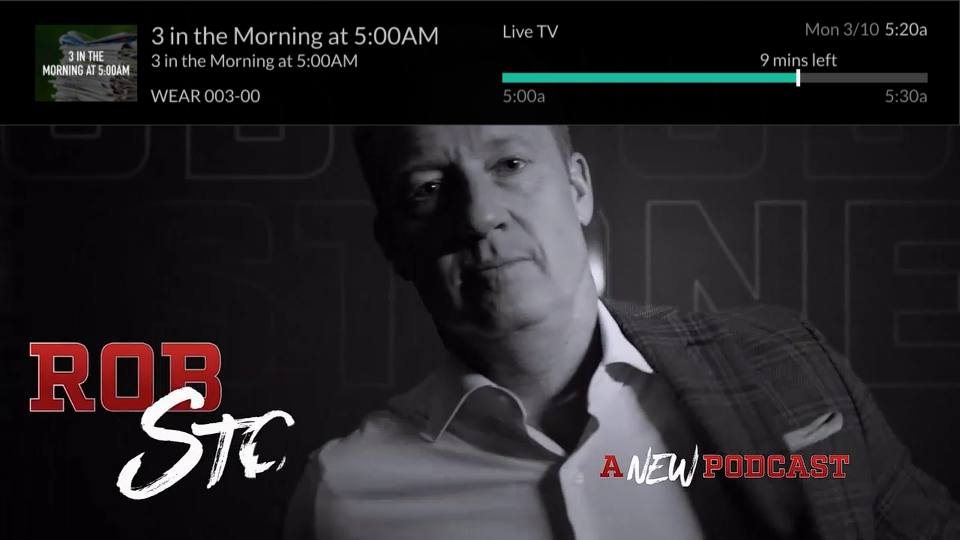 3 IN THE
MORNING AT 5:00AM
3 in the Morning at 5:00AM
3 in the Morning at 5:00AM
WEAR 003-00
Live TV
Mon 3/10 5:20a
9 mins left
5:00a
5:30a
STONE
ROB
STO
A NEW PODCAST